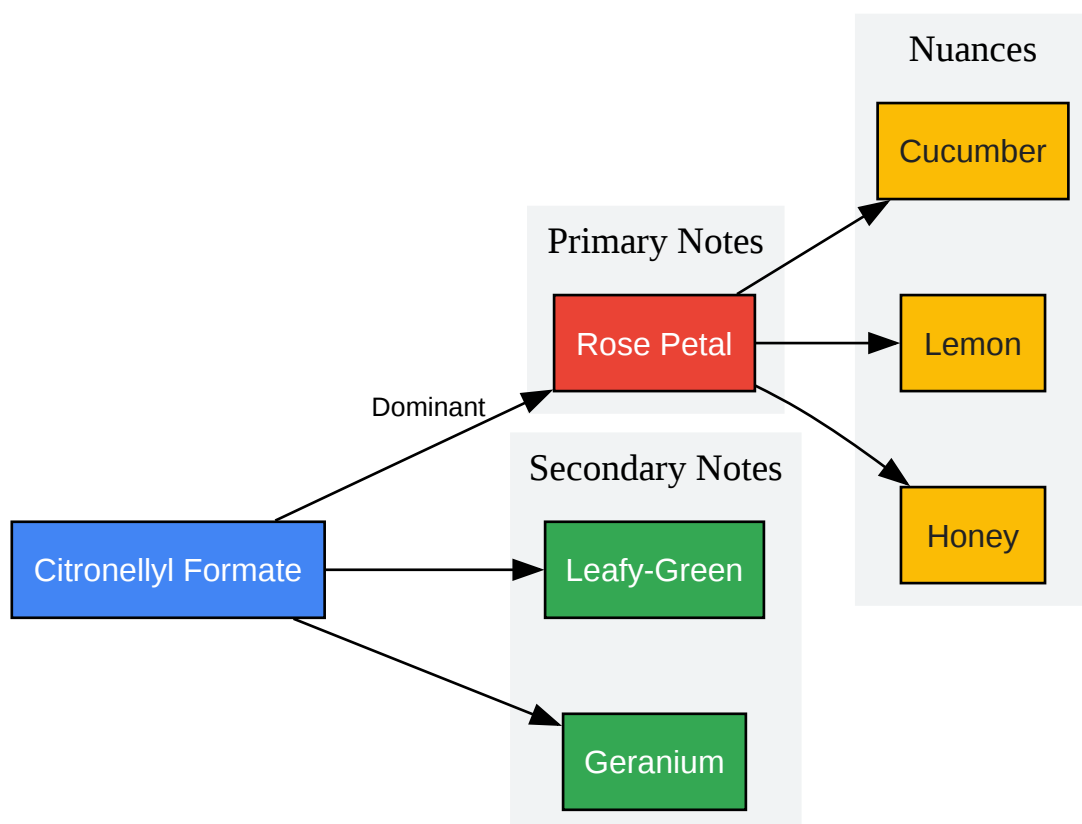 Nuances
Cucumber
Primary Notes
Rose Petal
Lemon
Dominant
Secondary Notes
Honey
Citronellyl Formate
Leafy-Green
Geranium